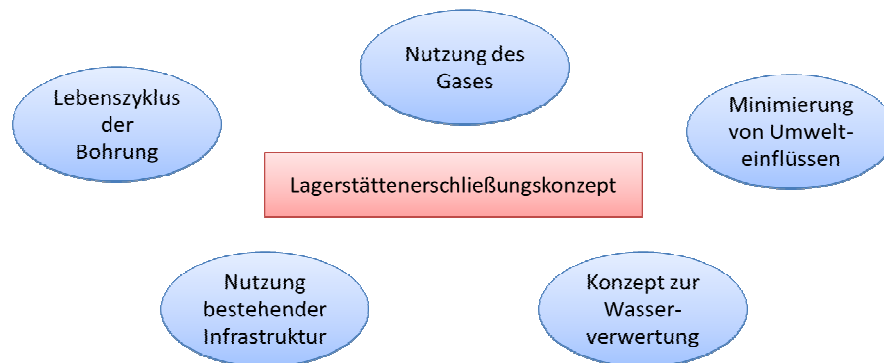 Nutzung des
Gases
Lebenszyklus
der
Bohrung
Minimierung
von Umwelt-
einflüssen
Lagerstättenerschließungskonzept
Nutzung
bestehender
Infrastruktur
Konzept zur
Wasser-
verwertung